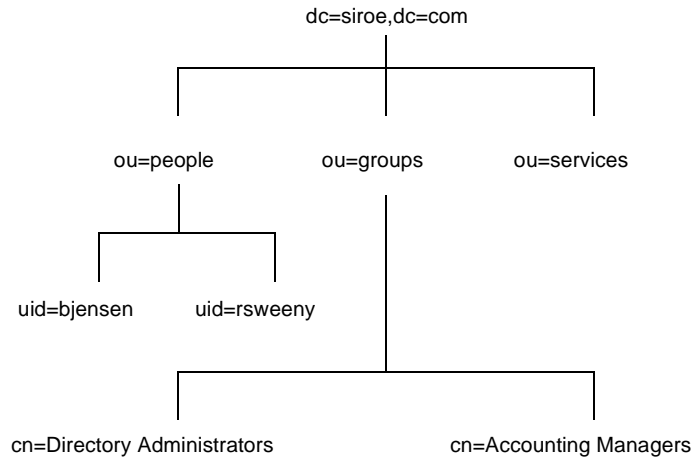 dc=siroe,dc=com
ou=people
ou=groups
ou=services
uid=bjensen
uid=rsweeny
cn=Directory Administrators
cn=Accounting Managers